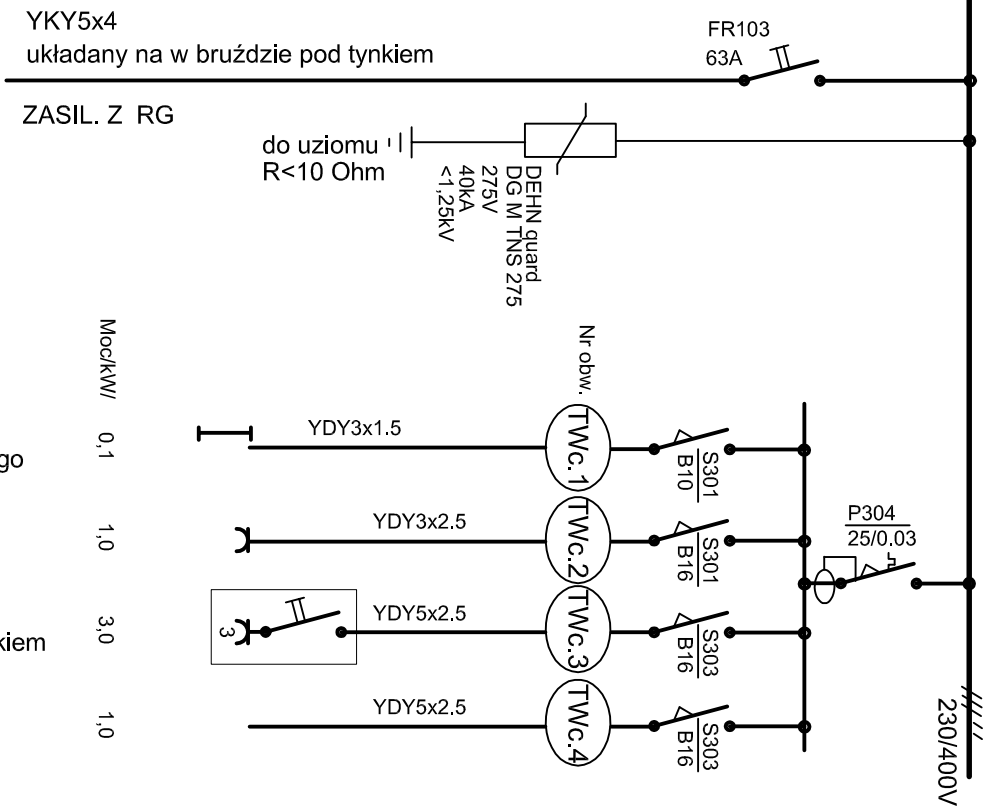 YKY5x4
układany na w bruździe pod tynkiem
FR103
63A
ZASIL. Z RG
do uziomu
R<10 Ohm
DEHN quard
DG M TNS 275
275V
40kA
<1,25kV
Moc/kW/
Nr obw.
0,1
YDY3x1.5
TWc.1
S301
B10
go
1,0
YDY3x2.5
TWc.2
S301
B16
P304
25/0.03
3,0
3
YDY5x2.5
TWc.3
S303
B16
kiem
1,0
YDY5x2.5
TWc.4
S303
B16
230/400V